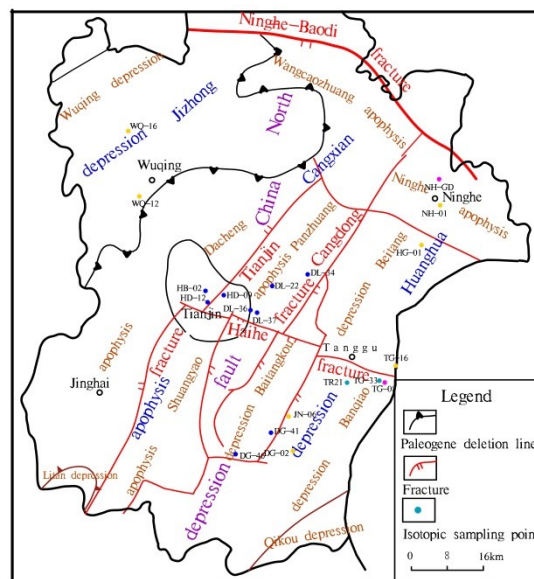 Ninghe-Baodi
fracture
Wuqing depression
Jizhong
depression
North
China
fault
depression
Wangcaozhuang
apophysis
Cangxian
WQ-16
Wuqing
WQ-12
Ninghe
apophysis
NH-GD
Ninghe
NH-01
HG-01
Beitang
depression
Huanghua
depression
Dacheng
apophysis
Tianjin
fracture
Panzhuang
apophysis
Cangdong
fracture
DL-34
DL-22
HB-02
HD-09
HD-12
DL-36
DL-37
Tianjin
Haihe
fracture
Tanggu
TG-16
TR21
TG-33
TG-01
Jinghai
apophysis
Shuangyao
apophysis
Baitangkou
depression
Banqiao
depression
JN-06
DG-41
DG-02
DG-46
Litan depression
Qikou depression
Legend
Paleogene deletion line
Fracture
Isotopic sampling point
0 8 16km